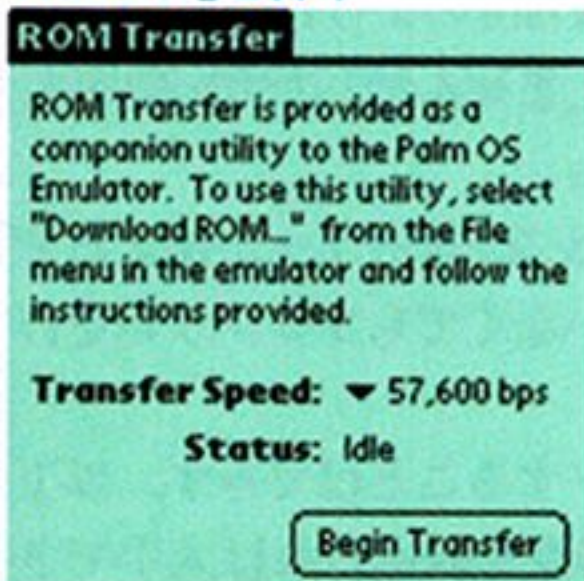 ROM Transfer
ROM Transfer is provided as a
companion utility to the Palm OS
Emulator. To use this utility, select
"Download ROM..." from the File
menu in the emulator and follow the
instructions provided.
Transfer Speed: ▼ 57,600 bps
Status: Idle
Begin Transfer